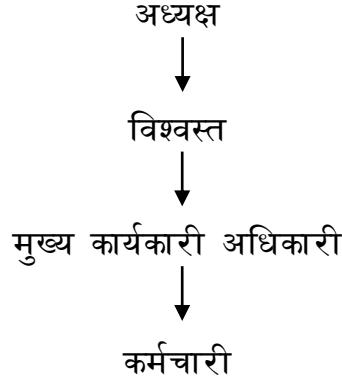 अध्यक्ष
विश्वस्त
मुख्य कार्यकारी अधिकारी
कर्मचारी